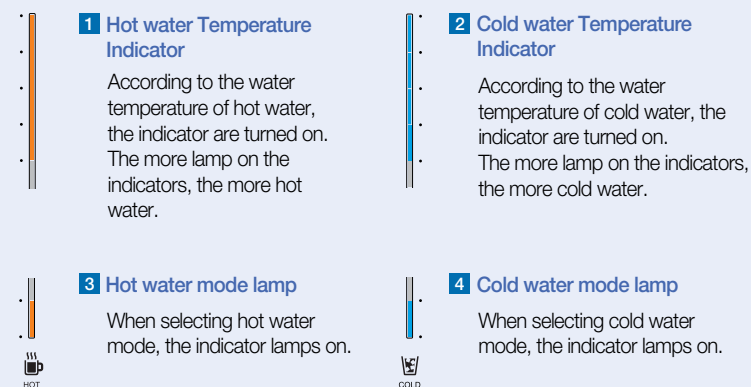 1 Hot water Temperature
Indicator
According to the water
temperature of hot water,
the indicator are turned on.
The more lamp on the
indicators, the more hot
water.
2 Cold water Temperature
Indicator
According to the water
temperature of cold water, the
indicator are turned on.
The more lamp on the indicators,
the more cold water.
3 Hot water mode lamp
When selecting hot water
mode, the indicator lamps on.
HOT
4 Cold water mode lamp
When selecting cold water
mode, the indicator lamps on.
COLD